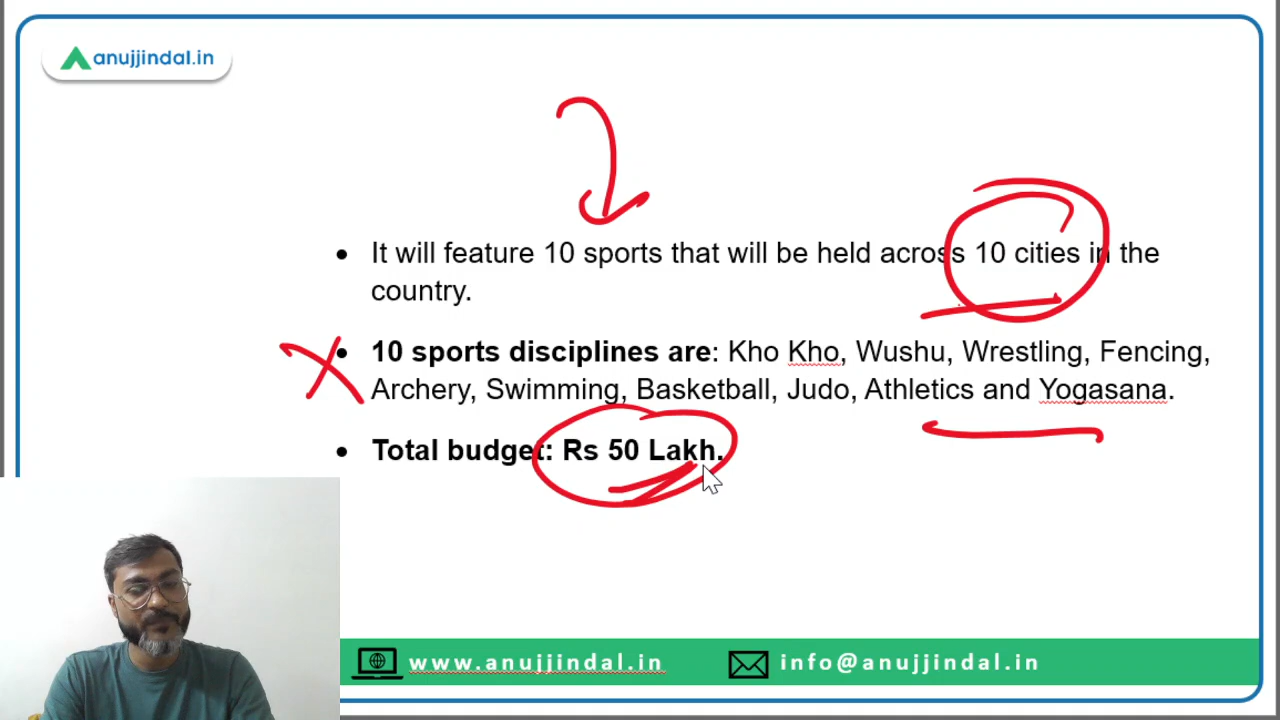 anujjindal.in
It will feature 10 sports that will be held across 10 cities in the
country.
10 sports disciplines are: Kho Kho, Wushu, Wrestling, Fencing,
Archery, Swimming, Basketball, Judo, Athletics and Yogasana.
Total budget: Rs 50 Lakh.
www.anujjindal.in
info@anujjindal.in